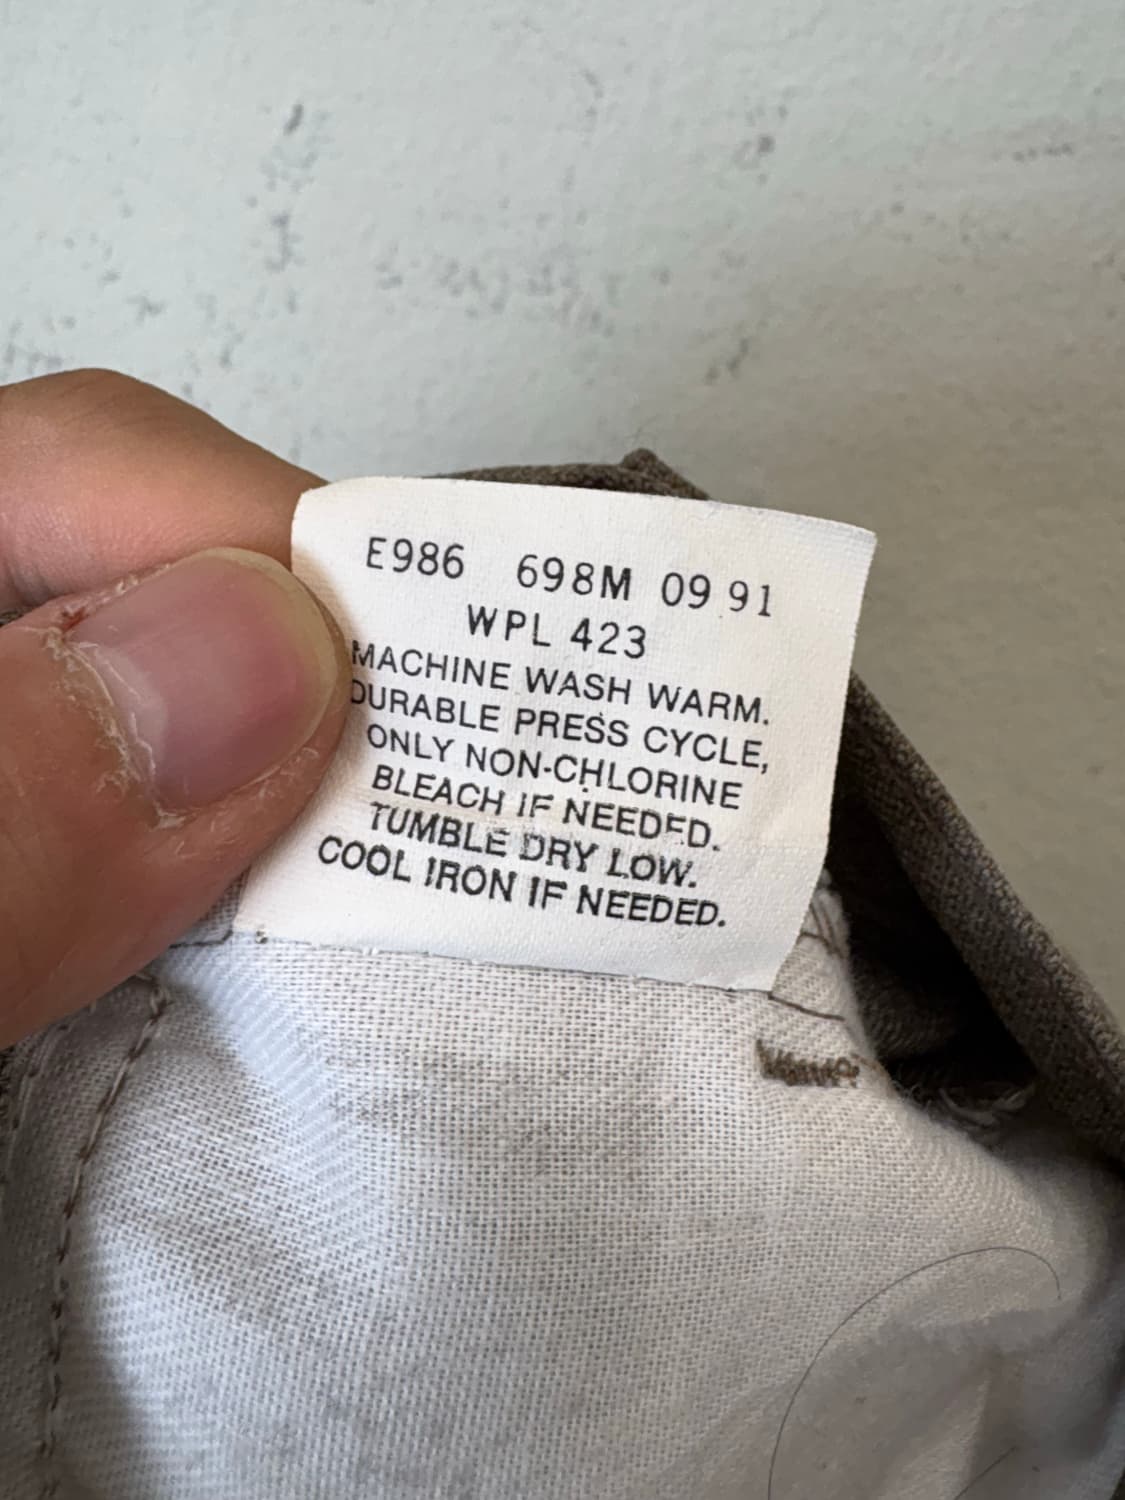 E986 698M 09 91
WPL 423
MACHINE WASH WARM.
DURABLE PRESS CYCLE,
ONLY NON-CHLORINE
BLEACH IF NEEDED.
TUMBLE DRY LOW.
COOL IRON IF NEEDED.